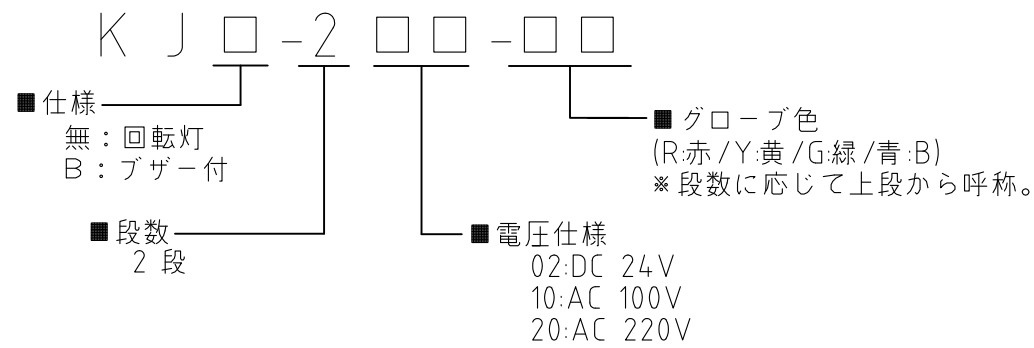 KJ□-2□□-□□
■仕様
無：回転灯
B：ブザー付
■グローブ色
(R:赤/Y:黄/G:緑/青:B)
※段数に応じて上段から呼称。
■段数
2 段
■電圧仕様
02:DC 24V
10:AC 100V
20:AC 220V